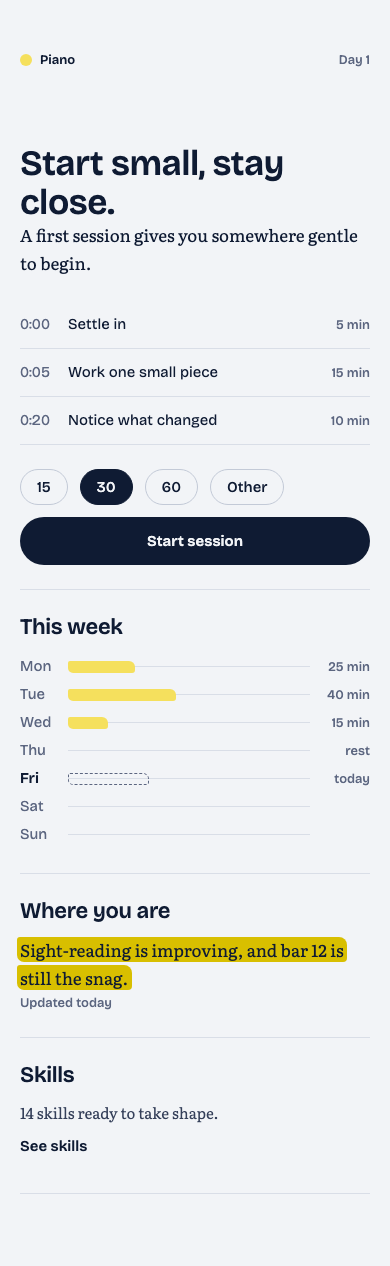 Piano
Day 1
Start small, stay
close.
A first session gives you somewhere gentle
to begin.
0:00 Settle in 5 min
0:05 Work one small piece 15 min
0:20 Notice what changed 10 min
15 30 60 Other
Start session
This week
Mon 25 min
Tue 40 min
Wed 15 min
Thu rest
Fri today
Sat
Sun
Where you are
Sight-reading is improving, and bar 12 is
still the snag.
Updated today
Skills
14 skills ready to take shape.
See skills